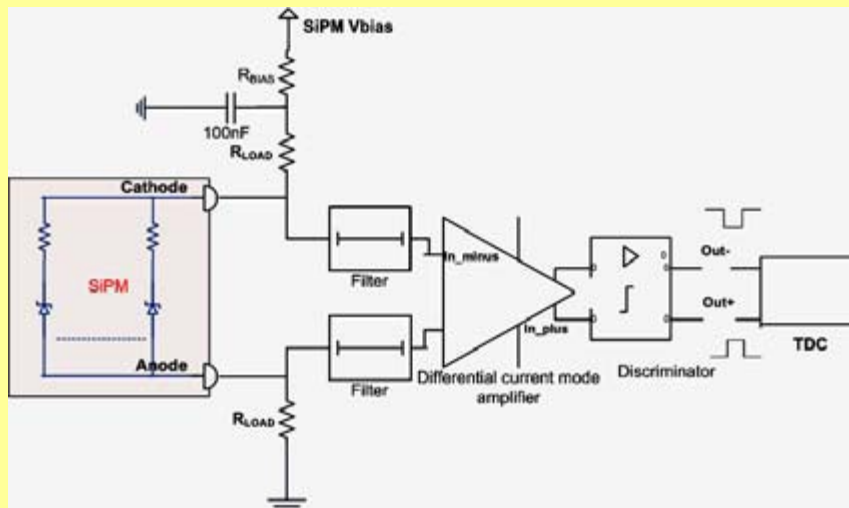 SiPM Vbias
RBIAS
100nF
RLOAD
Cathode
SiPM
Anode
RLOAD
Filter
Filter
In_minus
In_plus
Differential current mode
amplifier
Discriminator
Out-
Out+
TDC